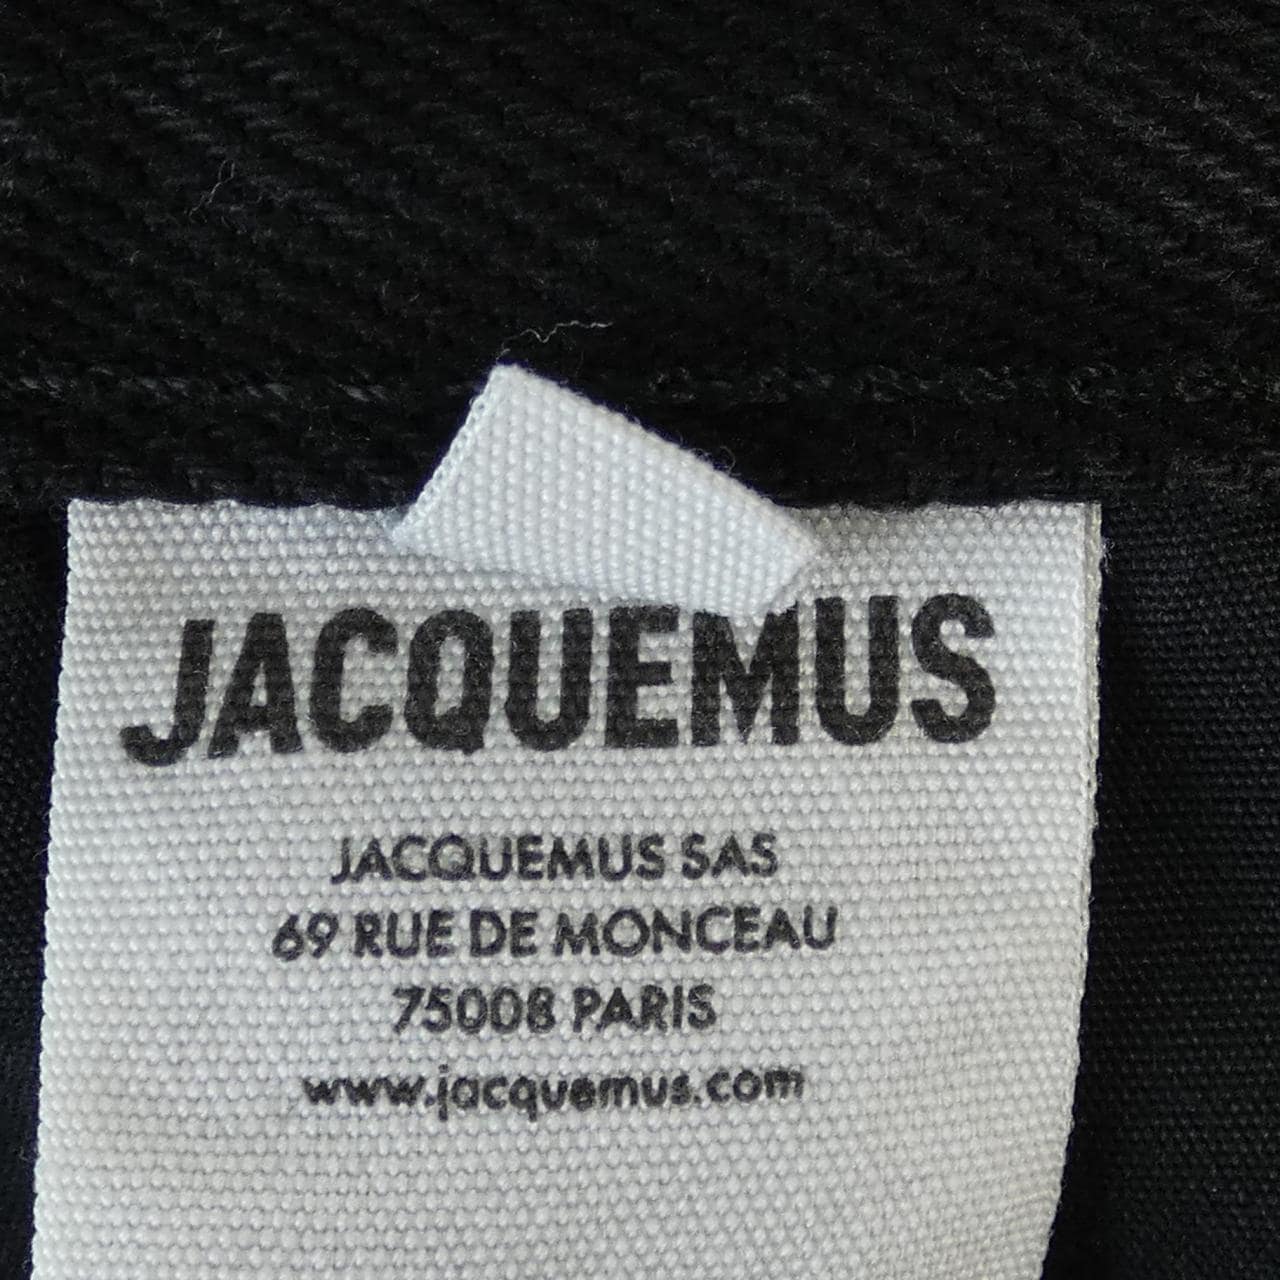 JACQUEMUS
JACQUEMUS SAS
69 RUE DE MONCEAU
75008 PARIS
www.jacquemus.com